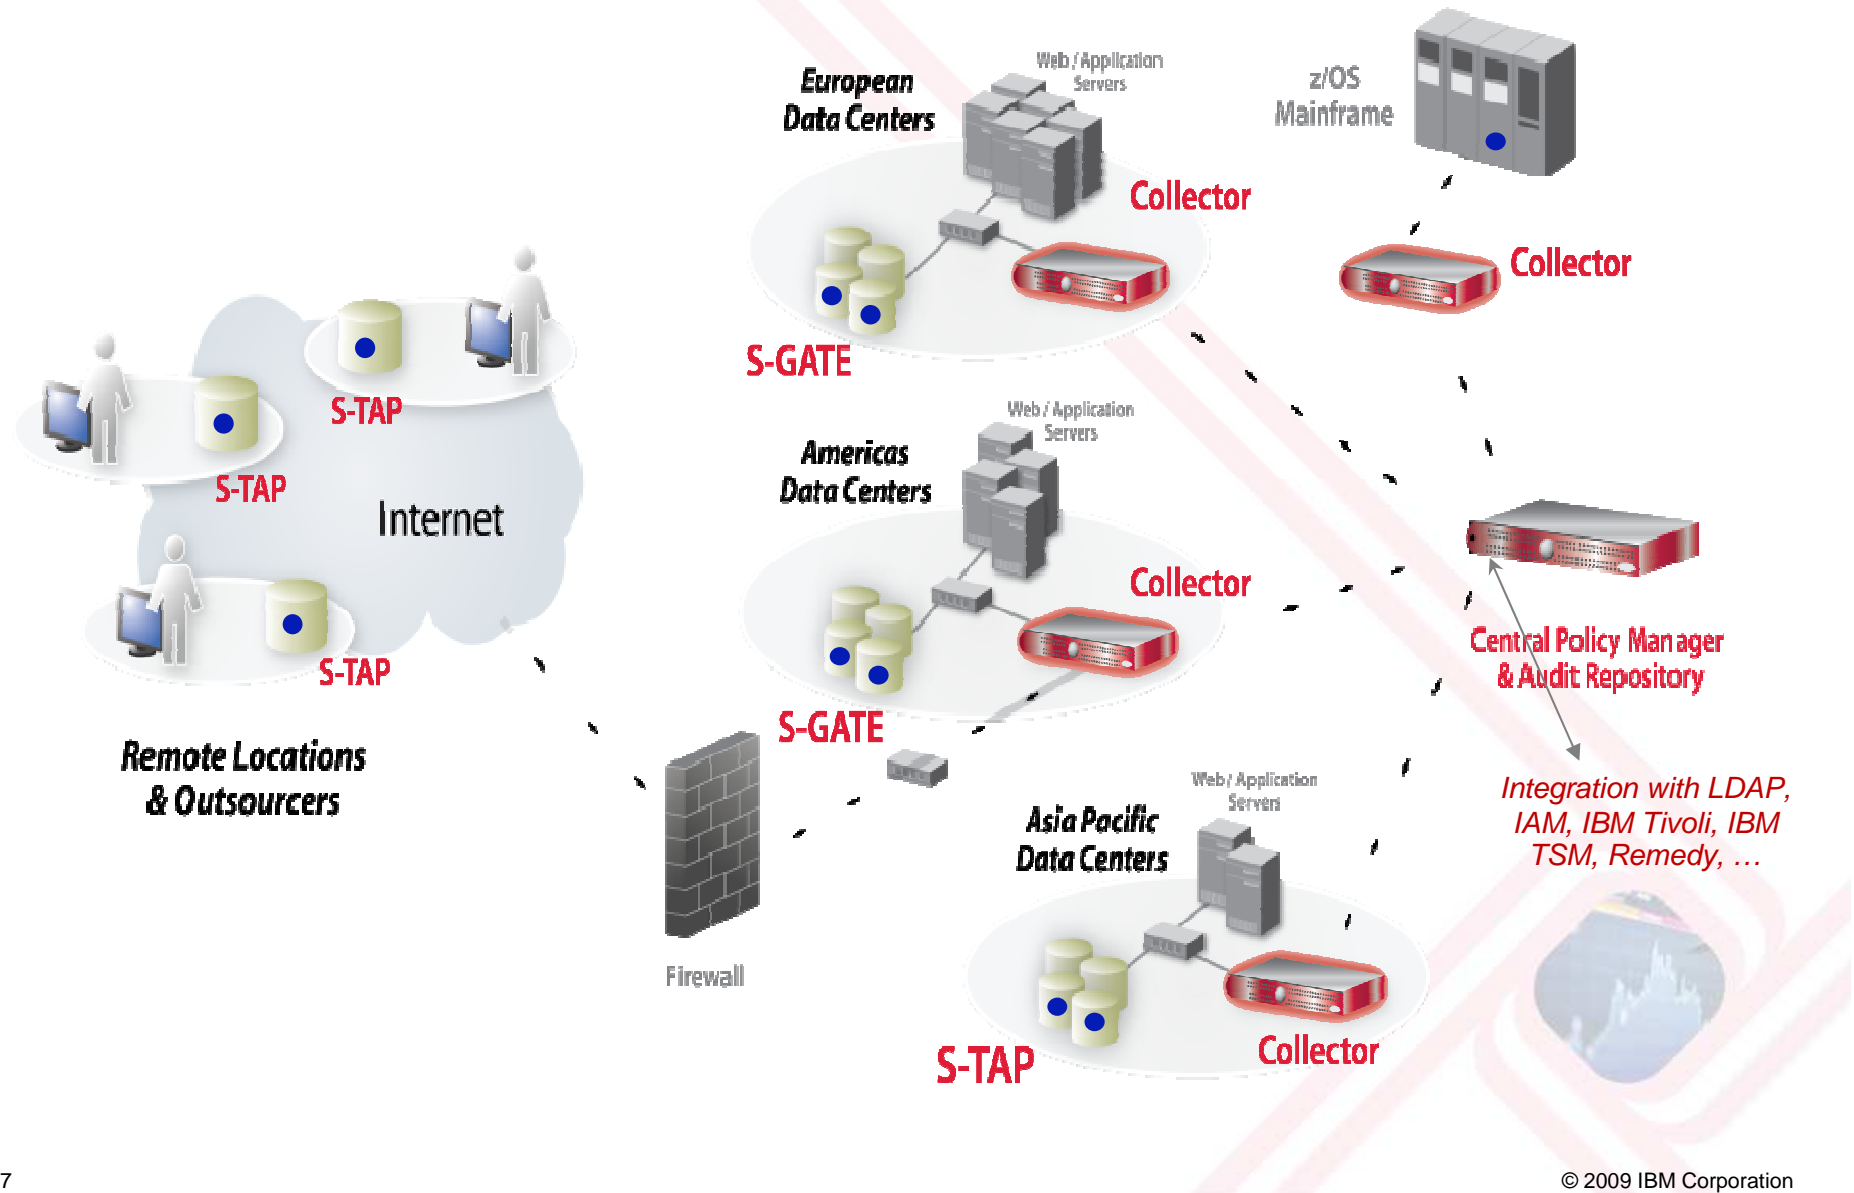 European
Data Centers
Web / Application
Servers
Collector
S-GATE
z/OS
Mainframe
Collector
S-TAP
S-TAP
Internet
S-TAP
Remote Locations
& Outsourcers
Americas
Data Centers
Web / Application
Servers
Collector
S-GATE
Firewall
Asia Pacific
Data Centers
Web / Application
Servers
S-TAP
Collector
Central Policy Manager
& Audit Repository
Integration with LDAP,
IAM, IBM Tivoli, IBM
TSM, Remedy, …
7
© 2009 IBM Corporation